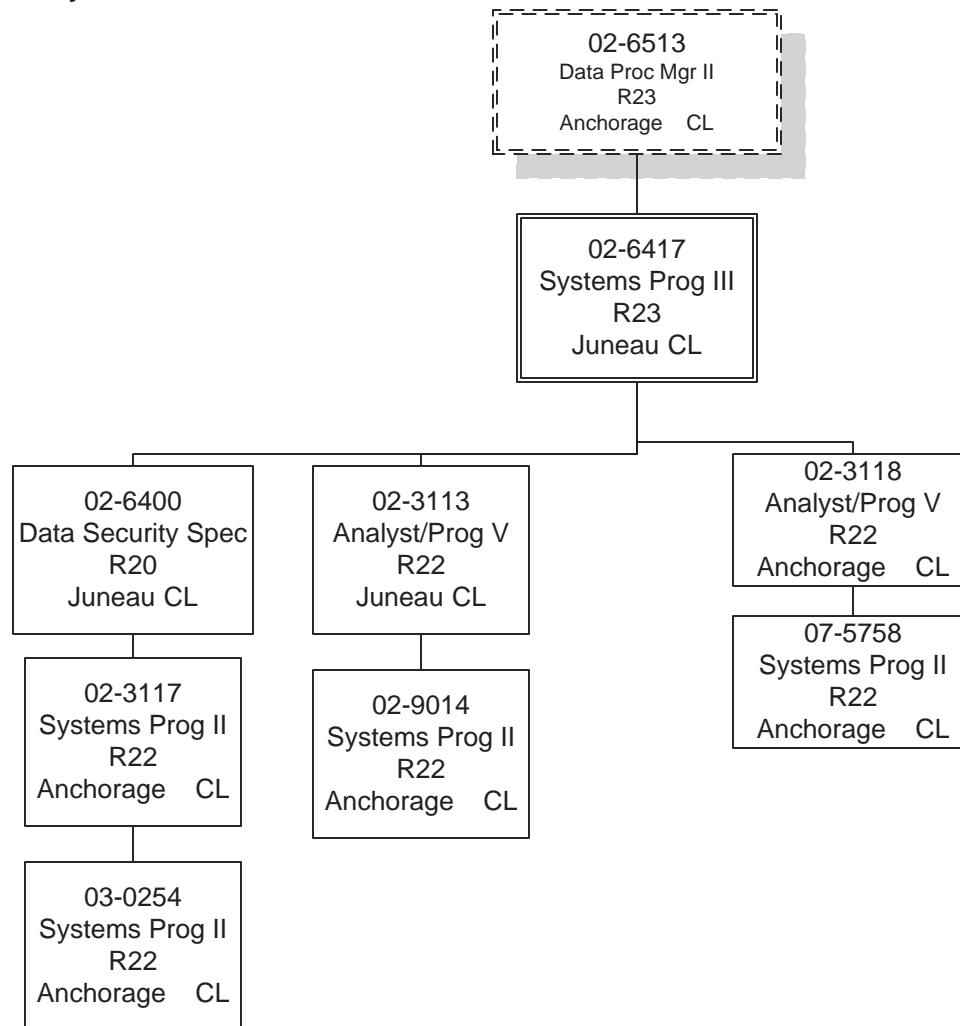 02-6513
Data Proc Mgr II
R23
Anchorage CL
02-6417
Systems Prog III
R23
Juneau CL
02-6400
Data Security Spec
R20
Juneau CL
02-3113
Analyst/Prog V
R22
Juneau CL
02-3118
Analyst/Prog V
R22
Anchorage CL
02-3117
Systems Prog II
R22
Anchorage CL
02-9014
Systems Prog II
R22
Anchorage CL
07-5758
Systems Prog II
R22
Anchorage CL
03-0254
Systems Prog II
R22
Anchorage CL